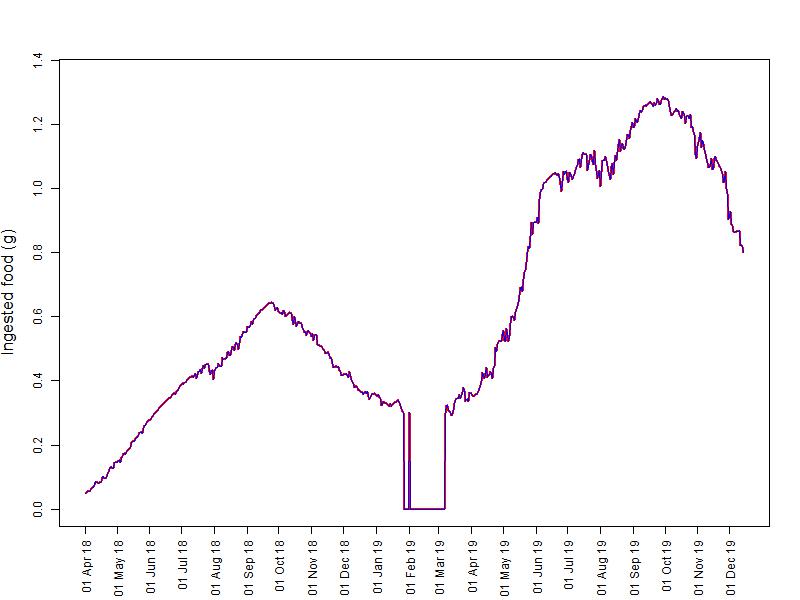 Ingested food (g)
1.4
1.2
1.0
0.8
0.6
0.4
0.2
0.0
01 Apr 18
01 May 18
01 Jun 18
01 Jul 18
01 Aug 18
01 Sep 18
01 Oct 18
01 Nov 18
01 Dec 18
01 Jan 19
01 Feb 19
01 Mar 19
01 Apr 19
01 May 19
01 Jun 19
01 Jul 19
01 Aug 19
01 Sep 19
01 Oct 19
01 Nov 19
01 Dec 19